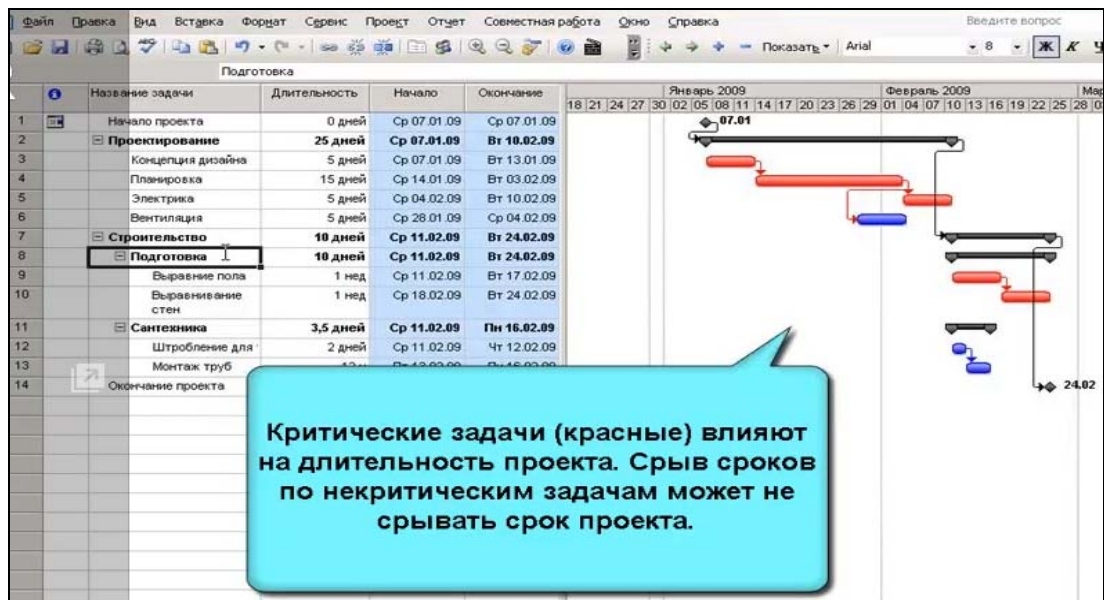 Файл Правка Вид Вставка Формат Сервис Проект Отчет Совместная работа Окно Справка Введите вопрос
Показать Arial 8 Ж К Ч
Подготовка
Название задачи Длительность Начало Окончание Январь 2009 Февраль 2009 Мар
18 21 24 27 30 02 05 08 11 14 17 20 23 26 29 01 04 07 10 13 16 19 22 25 28
1 Начало проекта 0 дней Ср 07.01.09 Ср 07.01.09 07.01
2 Проектирование 25 дней Ср 07.01.09 Вт 10.02.09
3 Концепция дизайна 5 дней Ср 07.01.09 Вт 13.01.09
4 Планировка 15 дней Ср 14.01.09 Вт 03.02.09
5 Электрика 5 дней Ср 04.02.09 Вт 10.02.09
6 Вентиляция 5 дней Ср 28.01.09 Ср 04.02.09
7 Строительство 10 дней Ср 11.02.09 Вт 24.02.09
8 Подготовка 10 дней Ср 11.02.09 Вт 24.02.09
9 Выравние пола 1 нед Ср 11.02.09 Вт 17.02.09
10 Выравнивание 1 нед Ср 18.02.09 Вт 24.02.09
стен
11 Сантехника 3,5 дней Ср 11.02.09 Пн 16.02.09
12 Штробление для 2 дней Ср 11.02.09 Чт 12.02.09
13 Монтаж труб
14 Окончание проекта 24.02
Критические задачи (красные) влияют
на длительность проекта. Срыв сроков
по некритическим задачам может не
срывать срок проекта.